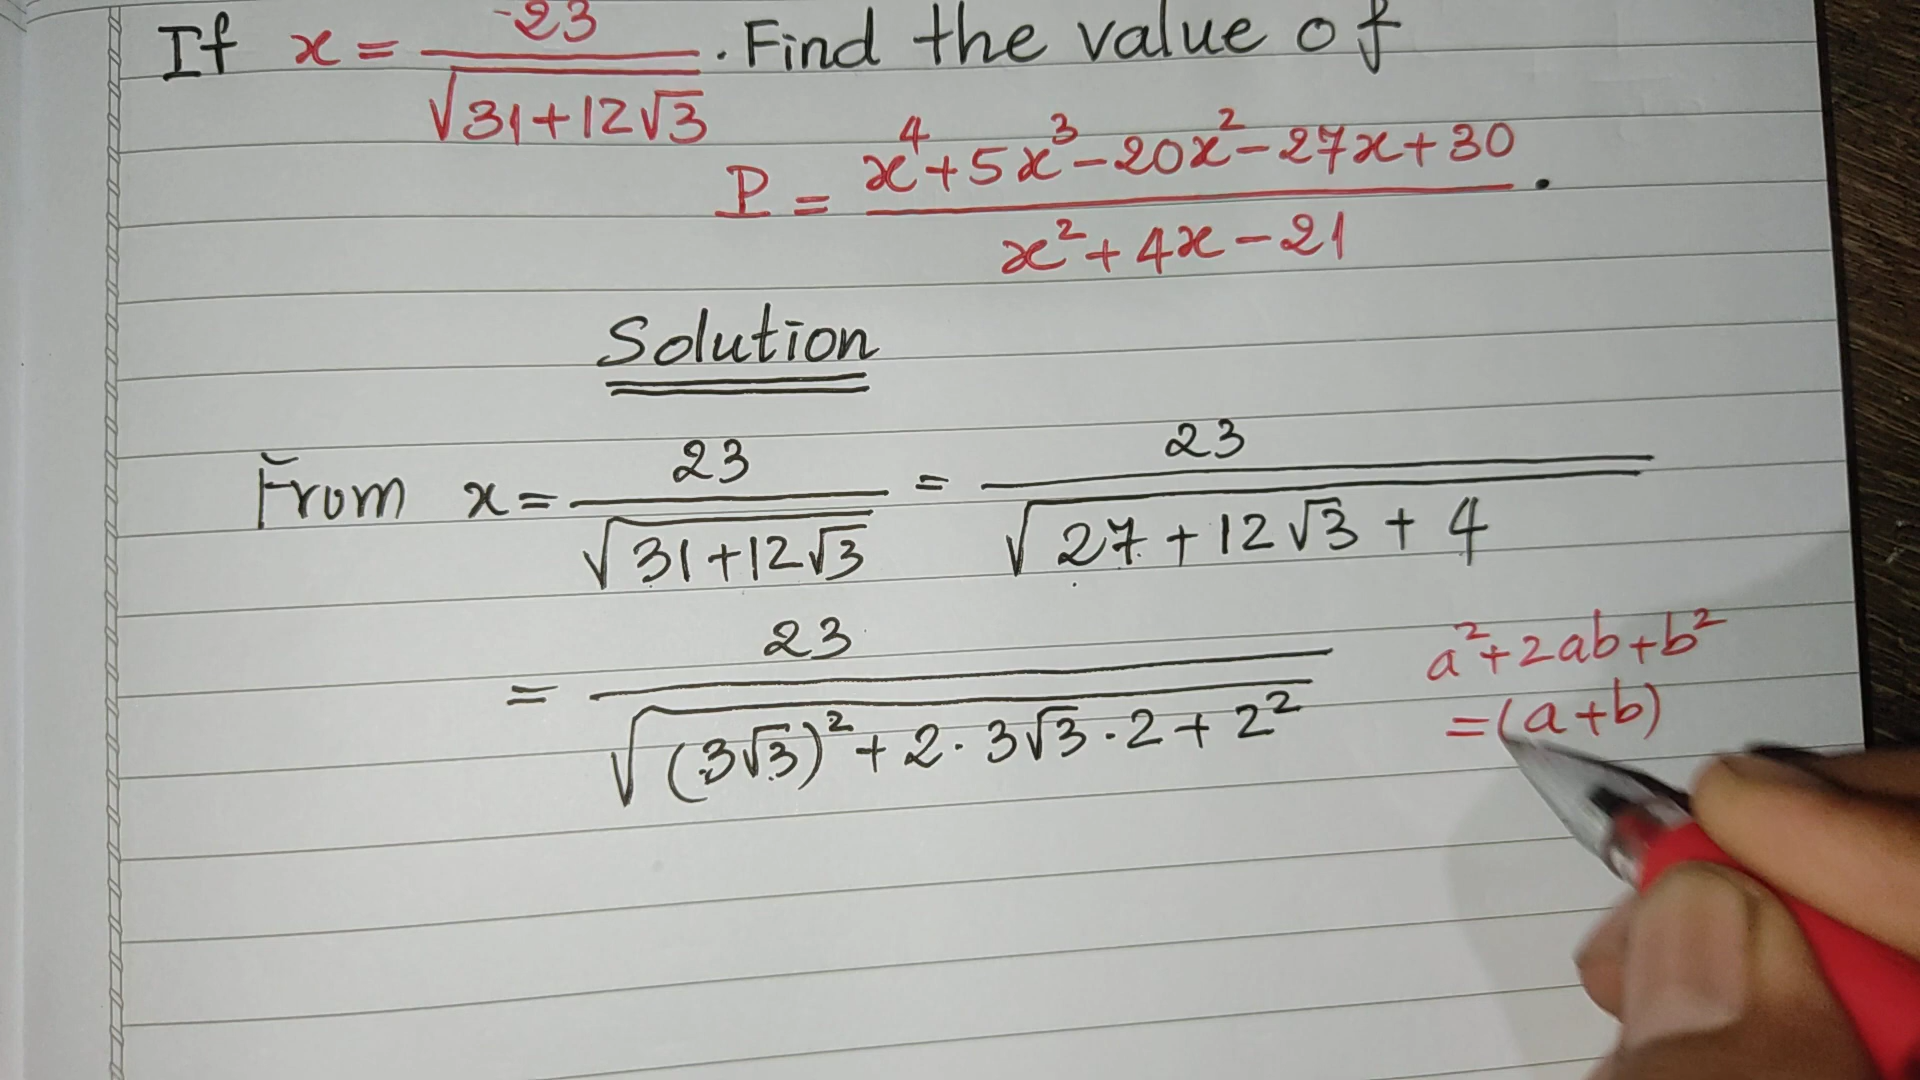 If x = 23/√(31+12√3) . Find the value of
P = (x⁴+5x³−20x²−27x+30)/(x²+4x−21) .
Solution
From x = 23/√(31+12√3) = 23/√(27+12√3+4)
= 23/√((3√3)²+2·3√3·2+2²)
a²+2ab+b²
=(a+b)